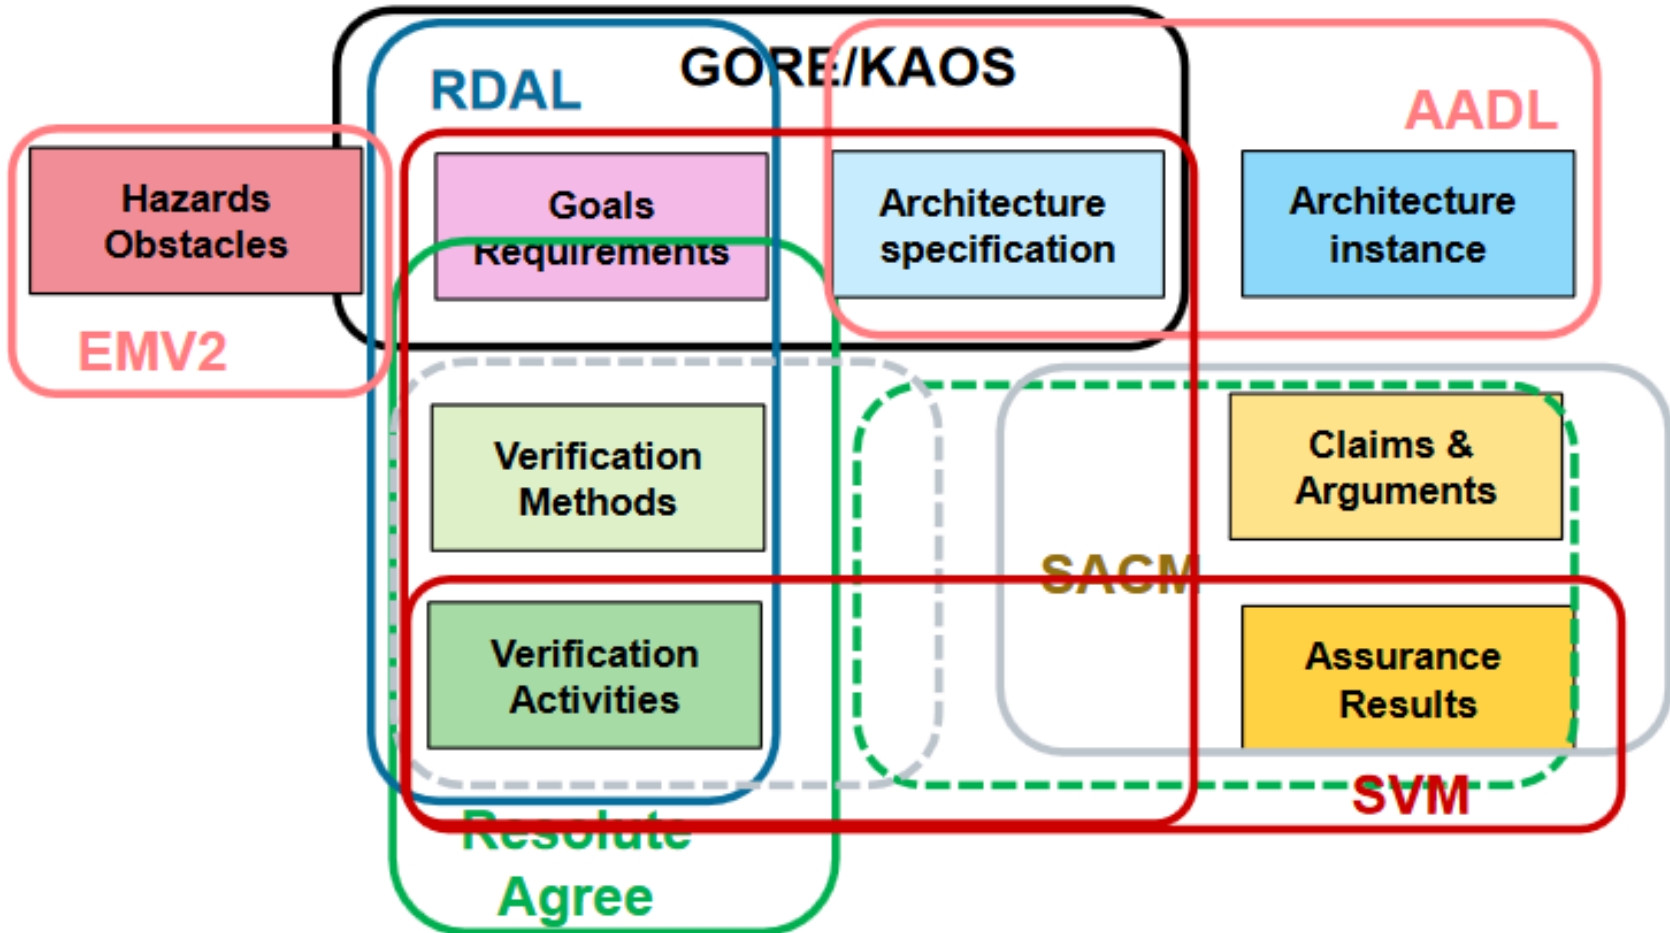 GORE/KAOS
RDAL
AADL
Hazards
Obstacles
Goals
Requirements
Architecture
specification
Architecture
instance
EMV2
Verification
Methods
Claims &
Arguments
SACM
Verification
Activities
Assurance
Results
SVM
Resolute
Agree